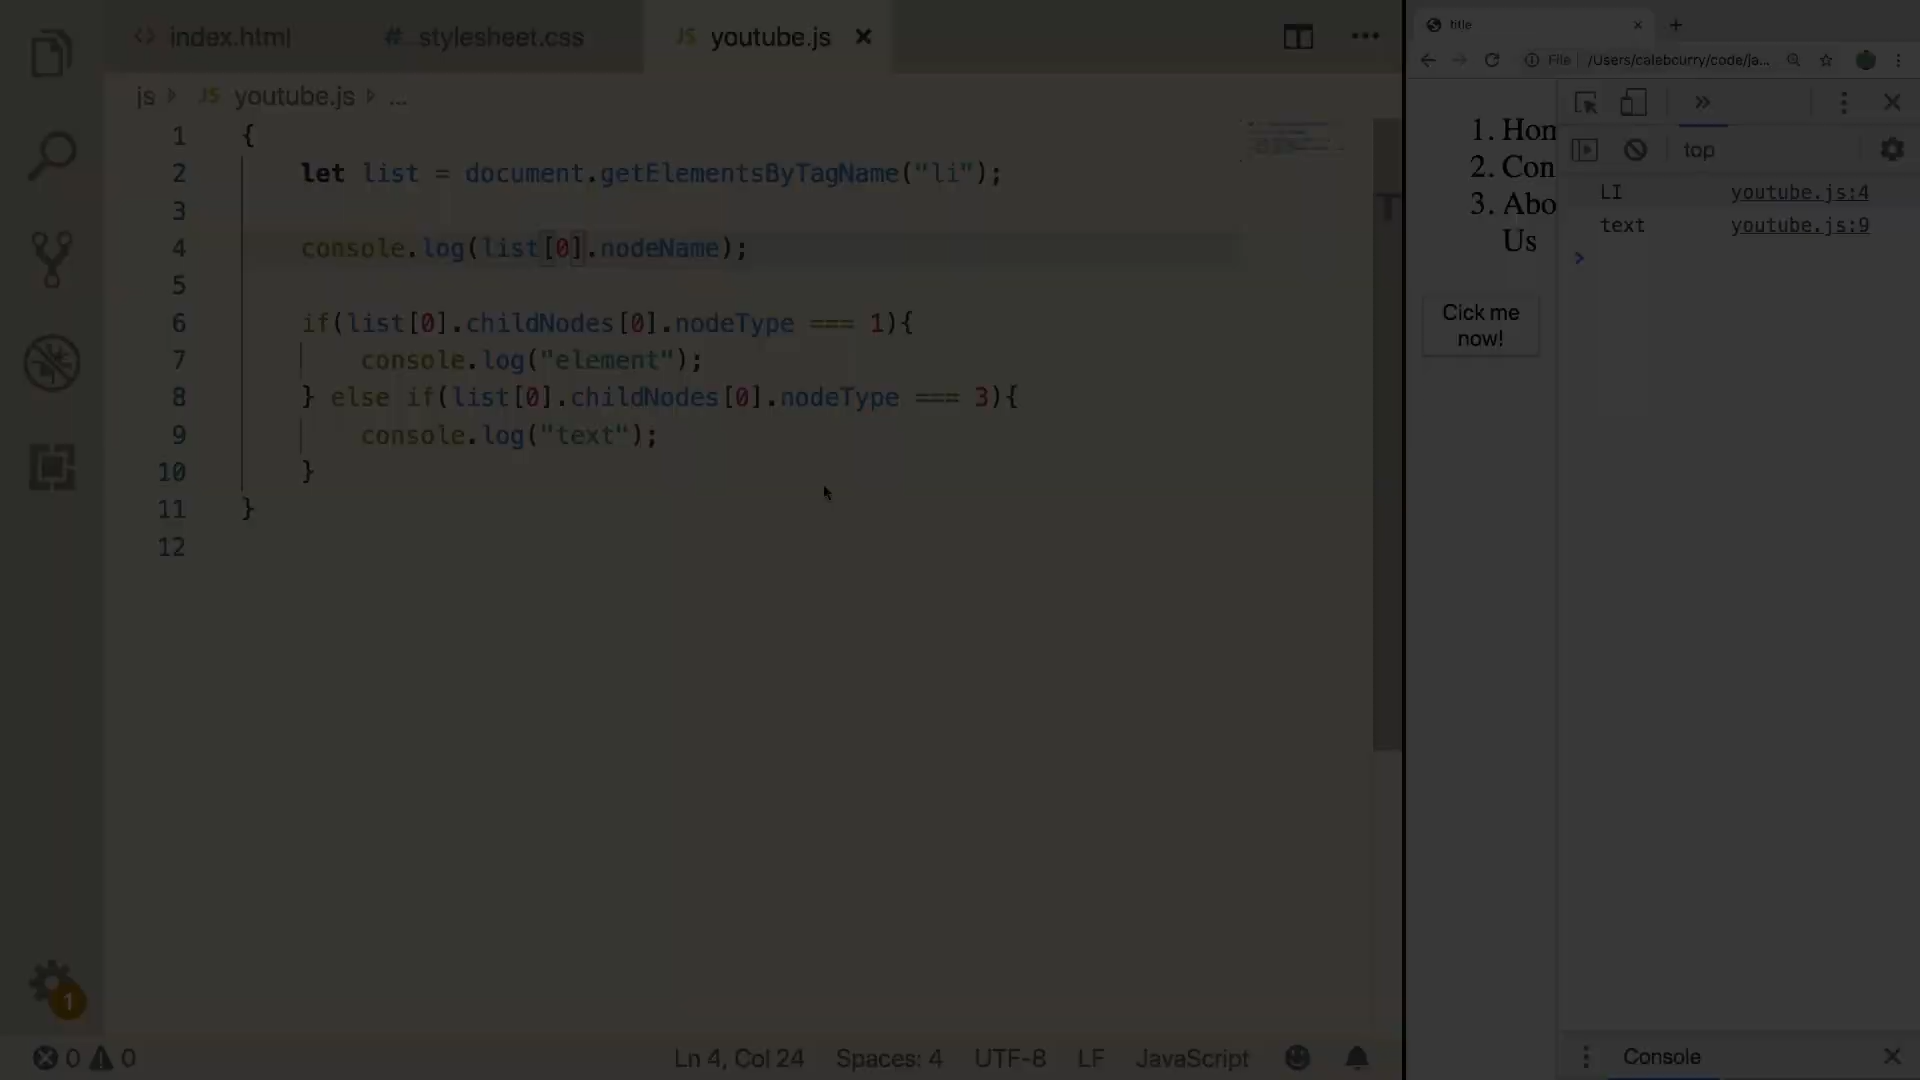 index.html
# stylesheet.css
JS youtube.js
js JS youtube.js ...
1 {
2 let list = document.getElementsByTagName("li");
3
4 console.log(list[0].nodeName);
5
6 if(list[0].childNodes[0].nodeType === 1){
7 console.log("element");
8 } else if(list[0].childNodes[0].nodeType === 3){
9 console.log("text");
10 }
11 }
12
1
0 0
Ln 4, Col 24 Spaces: 4 UTF-8 LF JavaScript
title
File /Users/calebcurry/code/ja...
1. Hom
2. Con
3. Abo
Us
Cick me
now!
top
LI youtube.js:4
text youtube.js:9
Console